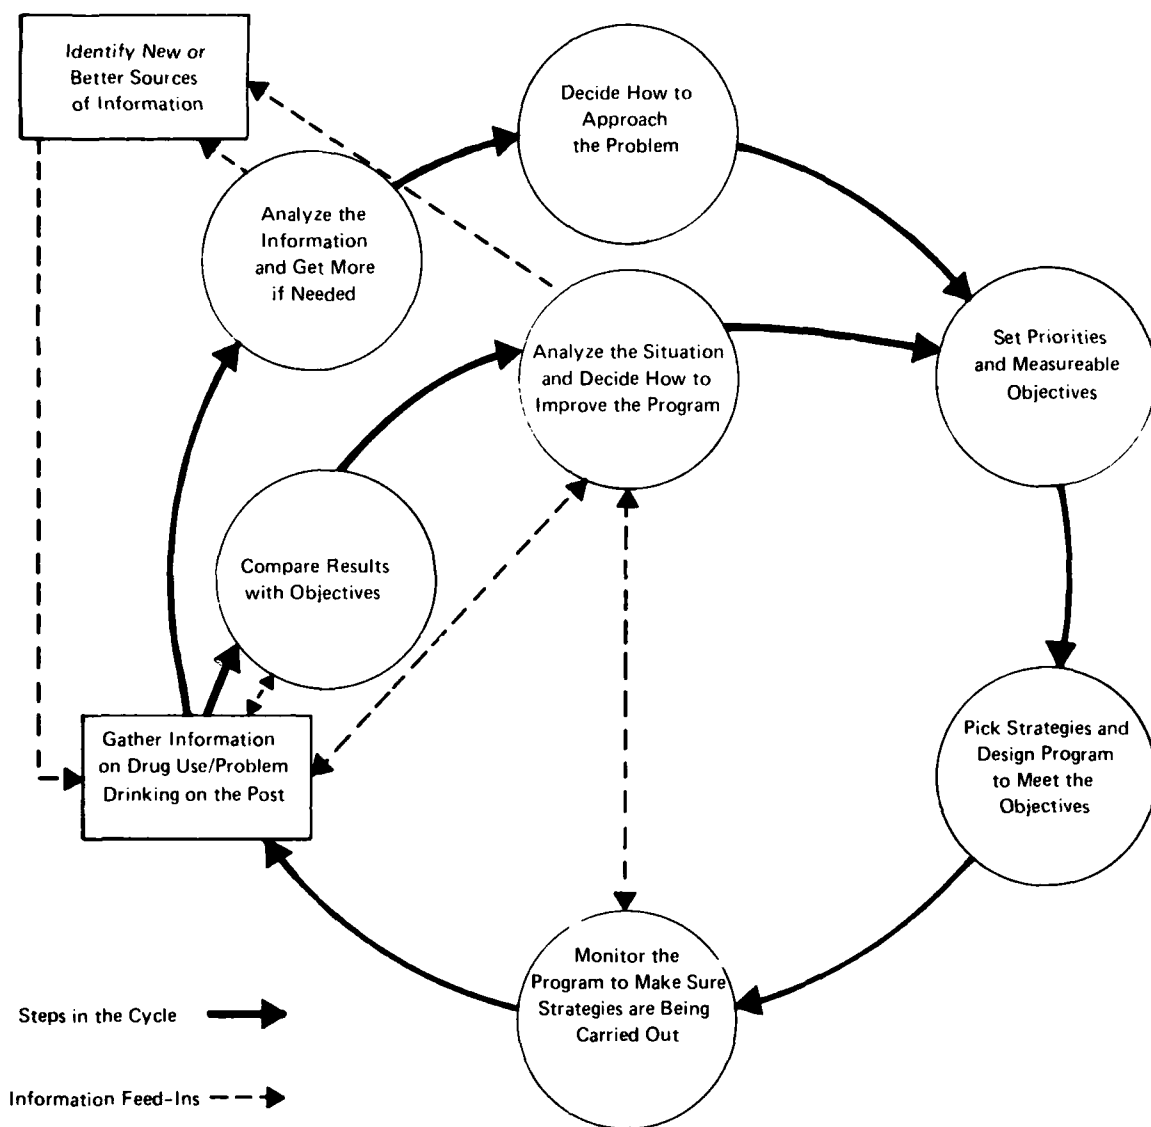 Identify New or
Better Sources
of Information
Decide How to
Approach
the Problem
Analyze the
Information
and Get More
if Needed
Analyze the Situation
and Decide How to
Improve the Program
Set Priorities
and Measureable
Objectives
Compare Results
with Objectives
Gather Information
on Drug Use/Problem
Drinking on the Post
Pick Strategies and
Design Program
to Meet the
Objectives
Monitor the
Program to Make Sure
Strategies are Being
Carried Out
Steps in the Cycle
Information Feed-Ins